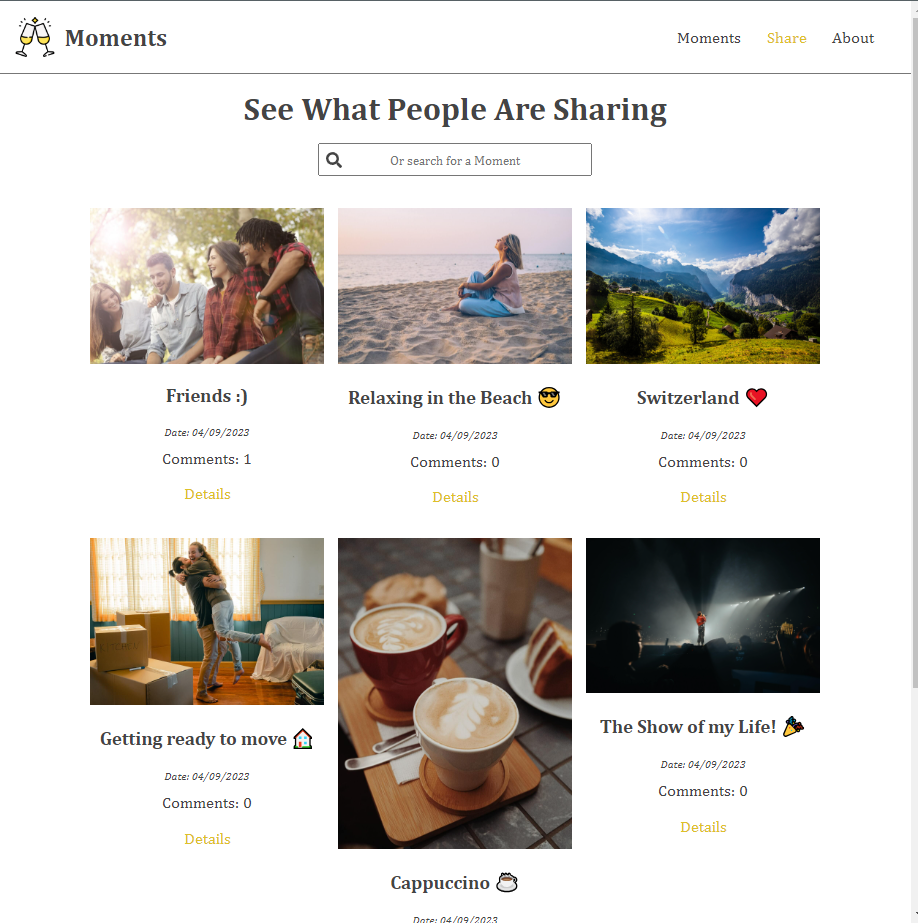 Moments
Moments Share About
See What People Are Sharing
Or search for a Moment
Friends :)
Date: 04/09/2023
Comments: 1
Details
Relaxing in the Beach 😎
Date: 04/09/2023
Comments: 0
Details
Switzerland ❤️
Date: 04/09/2023
Comments: 0
Details
Getting ready to move 🏠
Date: 04/09/2023
Comments: 0
Details
Cappuccino ☕
Date: 04/09/2023
The Show of my Life! 🎉
Date: 04/09/2023
Comments: 0
Details